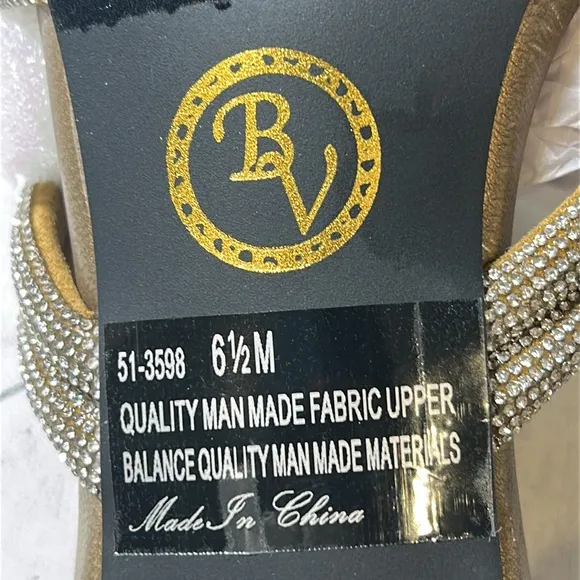 BV
51-3598 6½M
QUALITY MAN MADE FABRIC UPPER
BALANCE QUALITY MAN MADE MATERIALS
Made In China